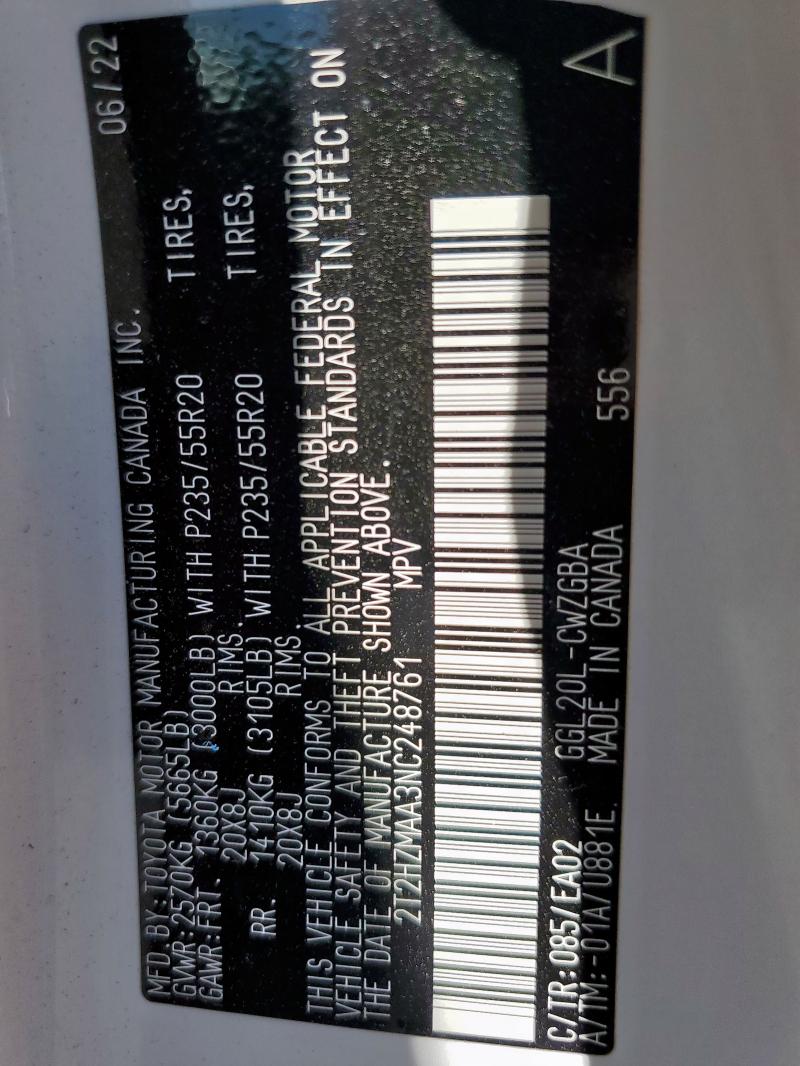 MFD BY:TOYOTA MOTOR MANUFACTURING CANADA INC. 06/22
GVWR:2570KG(5665LB)
GAWR:FRT. 1360KG (3000LB) WITH P235/55R20 TIRES,
20X8J RIMS
RR. 1410KG (3105LB) WITH P235/55R20 TIRES,
20X8J RIMS
THIS VEHICLE CONFORMS TO ALL APPLICABLE FEDERAL MOTOR
VEHICLE SAFETY AND THEFT PREVENTION STANDARDS IN EFFECT ON
THE DATE OF MANUFACTURE SHOWN ABOVE.
2T2HZMAA3NC248761 MPV
C/TR:085/EA02 GGL20L-CWZGBA
A/TM:-01A/U881E. MADE IN CANADA 556 A